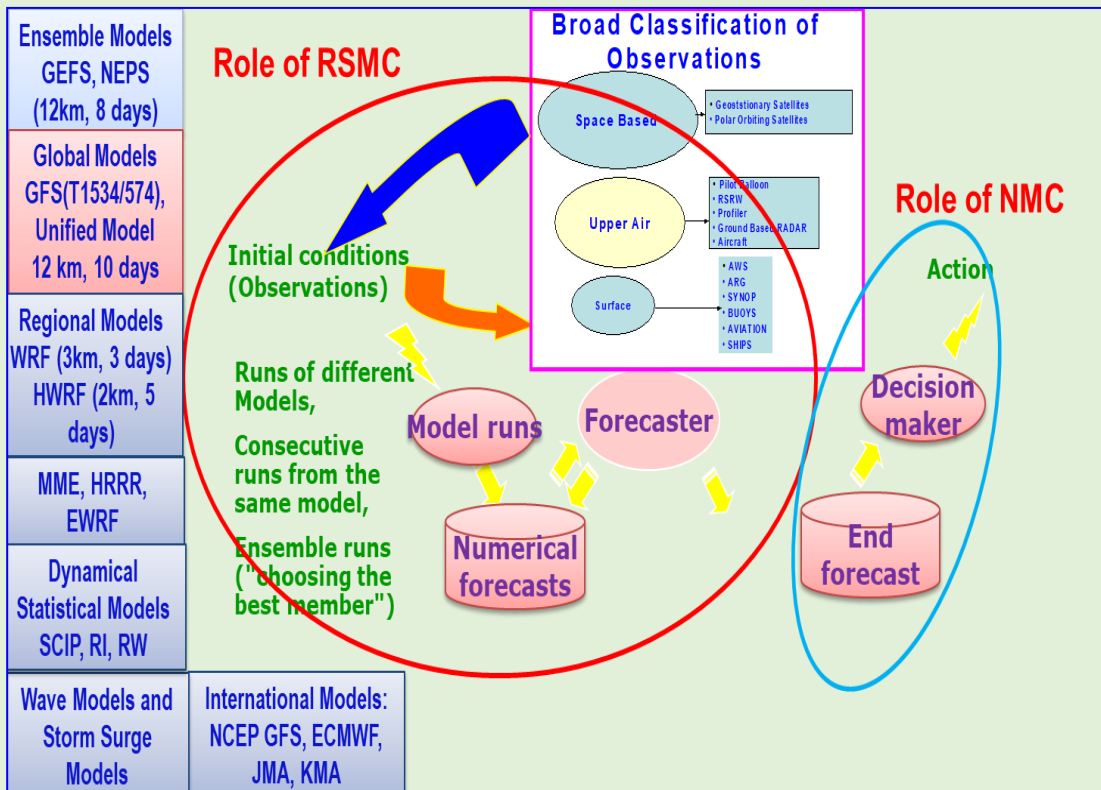 Ensemble Models
GEFS, NEPS
(12km, 8 days)
Global Models
GFS(T1534/574),
Unified Model
12 km, 10 days
Regional Models
WRF (3km, 3 days)
HWRF (2km, 5
days)
MME, HRRR,
EWRF
Dynamical
Statistical Models
SCIP, RI, RW
Wave Models and
Storm Surge
Models
International Models:
NCEP GFS, ECMWF,
JMA, KMA
Role of RSMC
Initial conditions
(Observations)
Runs of different
Models,
Consecutive
runs from the
same model,
Ensemble runs
("choosing the
best member")
Model runs
Numerical
forecasts
Forecaster
Broad Classification of
Observations
Space Based
• Geoststionary Satellites
• Polar Orbiting Satellites
Upper Air
• Pilot Balloon
• RSRW
• Profiler
• Ground Based RADAR
• Aircraft
Surface
• AWS
• ARG
• SYNOP
• BUOYS
• AVIATION
• SHIPS
Role of NMC
Action
Decision
maker
End
forecast